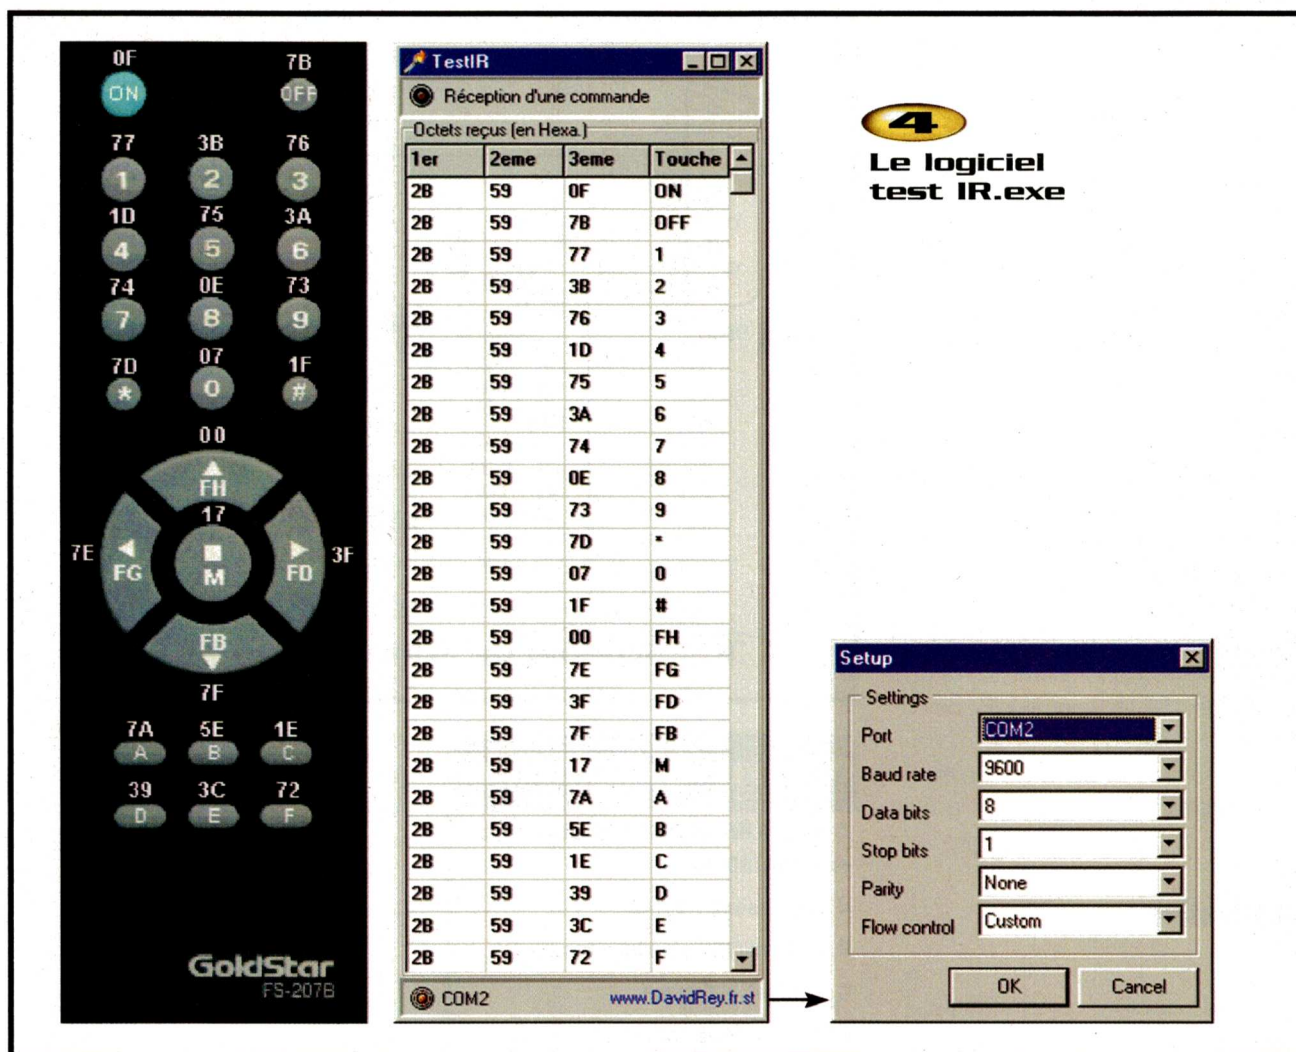 0F 7B
ON OFF
77 3B 76
1 2 3
1D 75 3A
4 5 6
74 0E 73
7 8 9
7D 07 1F
* 0 #
00
FH
17
7E FG M FD 3F
FB
7F
7A 5E 1E
A B C
39 3C 72
D E F
GoldStar
FS-207B
TestIR
Réception d'une commande
Octets reçus (en Hexa.)
1er 2eme 3eme Touche
2B 59 0F ON
2B 59 7B OFF
2B 59 77 1
2B 59 3B 2
2B 59 76 3
2B 59 1D 4
2B 59 75 5
2B 59 3A 6
2B 59 74 7
2B 59 0E 8
2B 59 73 9
2B 59 7D *
2B 59 07 0
2B 59 1F #
2B 59 00 FH
2B 59 7E FG
2B 59 3F FD
2B 59 7F FB
2B 59 17 M
2B 59 7A A
2B 59 5E B
2B 59 1E C
2B 59 39 D
2B 59 3C E
2B 59 72 F
COM2 www.DavidRey.fr.st
4
Le logiciel
test IR.exe
Setup
Settings
Port COM2
Baud rate 9600
Data bits 8
Stop bits 1
Parity None
Flow control Custom
OK Cancel